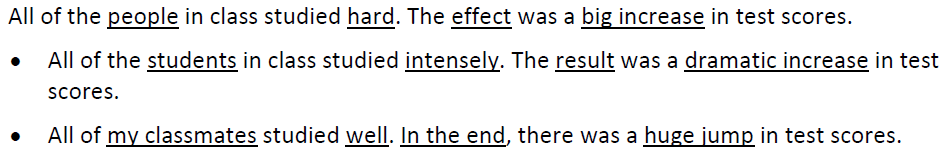 All of the people in class studied hard. The effect was a big increase in test scores.
• All of the students in class studied intensely. The result was a dramatic increase in test
scores.
• All of my classmates studied well. In the end, there was a huge jump in test scores.